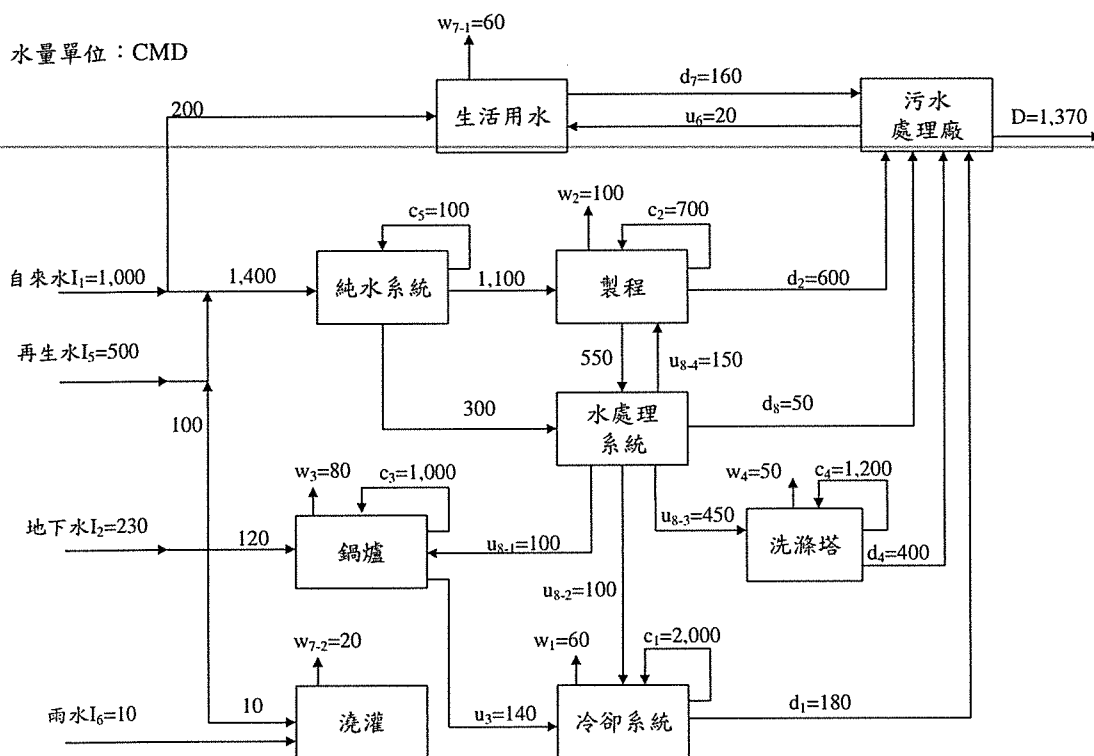 水量單位：CMD
w7-1=60
200
生活用水
d7=160
u6=20
污水
處理廠
D=1,370
c5=100
w2=100
c2=700
自來水I1=1,000
1,400
純水系統
1,100
製程
d2=600
再生水I5=500
550
u8-4=150
100
300
水處理
系統
d8=50
w3=80
c3=1,000
w4=50
c4=1,200
地下水I2=230
120
鍋爐
u8-1=100
u8-3=450
洗滌塔
d4=400
u8-2=100
w7-2=20
w1=60
c1=2,000
雨水I6=10
10
澆灌
u3=140
冷卻系統
d1=180